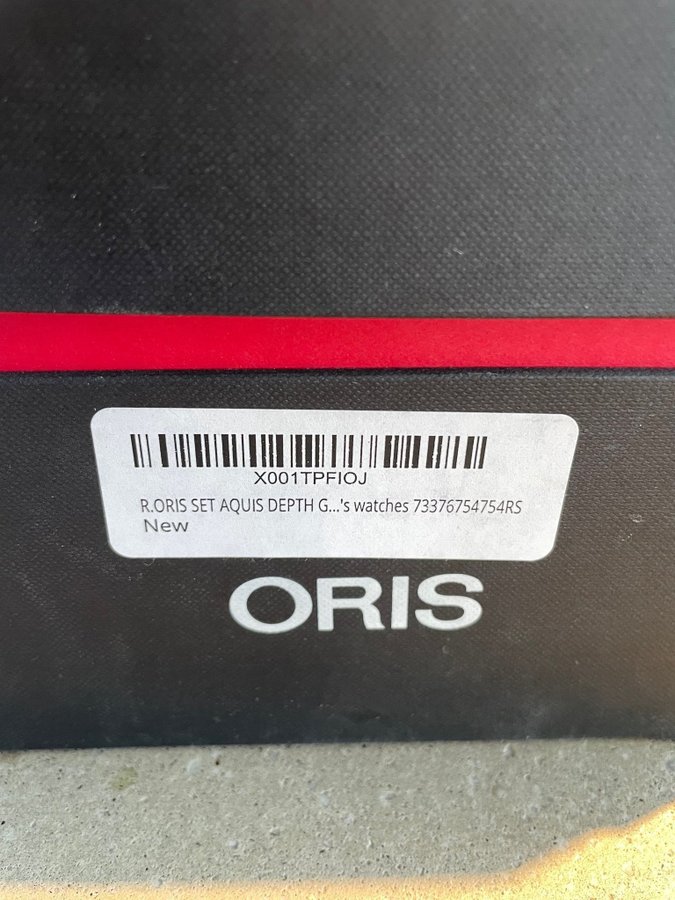 X001TPFIOJ
R.ORIS SET AQUIS DEPTH G...'s watches 73376754754RS
New
ORIS